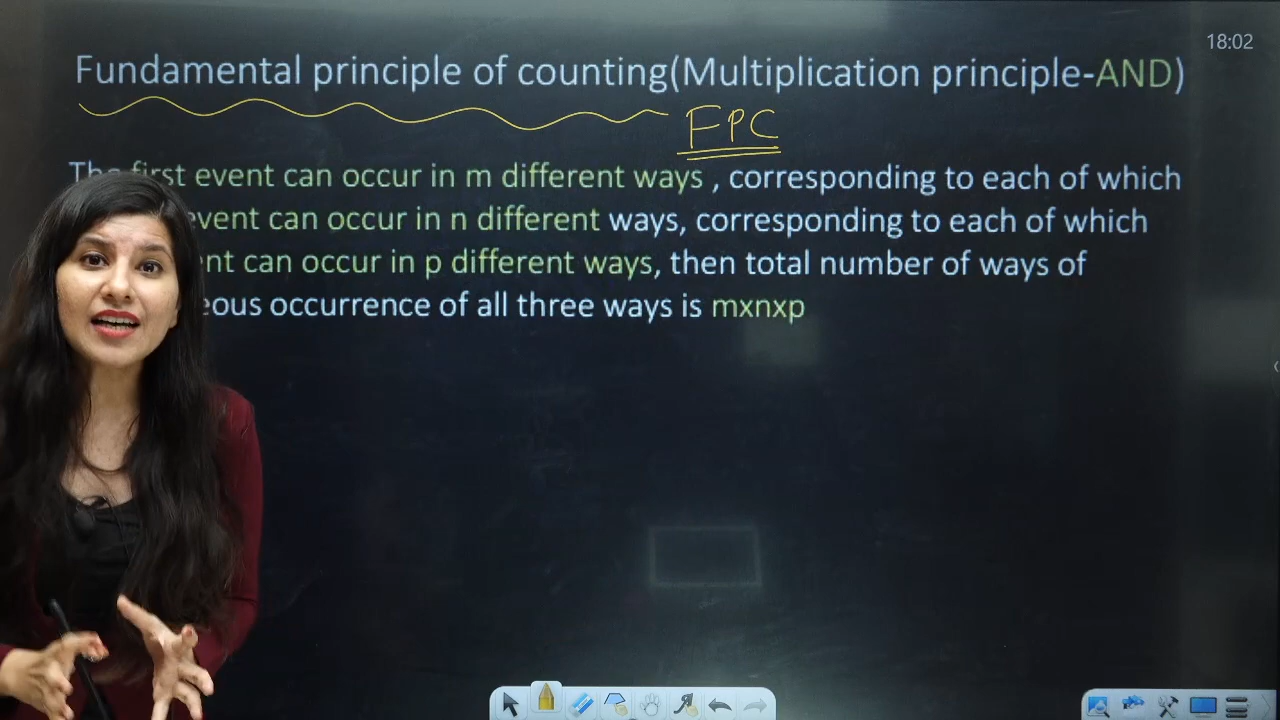 18:02
Fundamental principle of counting(Multiplication principle-AND)
FPC
The first event can occur in m different ways , corresponding to each of which
event can occur in n different ways, corresponding to each of which
can occur in p different ways, then total number of ways of
occurrence of all three ways is mxnxp